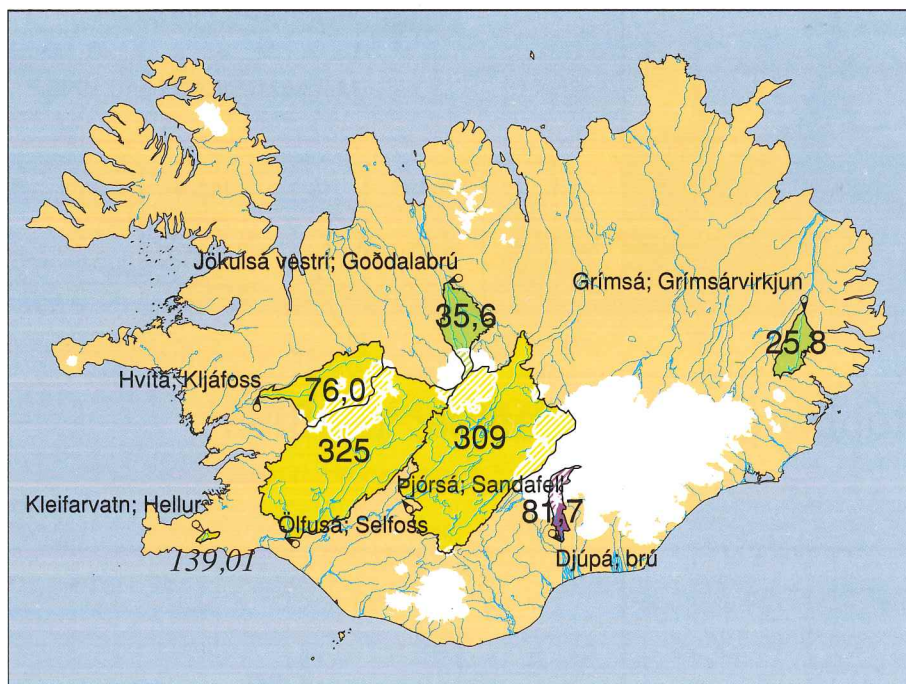 Jökulsá vestri; Goðdalabrú
35,6
Grímsá; Grímsárvirkjun
25,8
Hvítá; Kljáfoss
76,0
325
309
Þjórsá; Sandafell
81,7
Kleifarvatn; Hellur
Ölfusá; Selfoss
139,01
Djúpá; brú